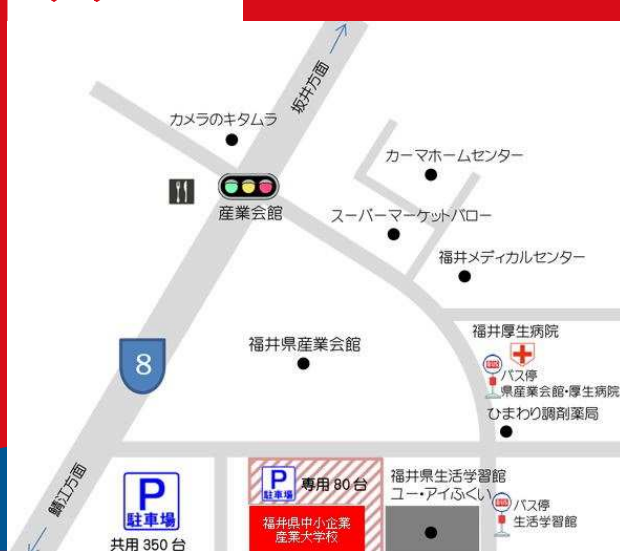 坂井方面
カメラのキタムラ
カーマホームセンター
産業会館
スーパーマーケットバロー
福井メディカルセンター
福井厚生病院
福井県産業会館
8
バス停
県産業会館・厚生病院
ひまわり調剤薬局
鯖江方面
P
駐車場
共用350台
P
駐車場
専用80台
福井県中小企業
産業大学校
福井県生活学習館
ユー・アイふくい
バス停
生活学習館